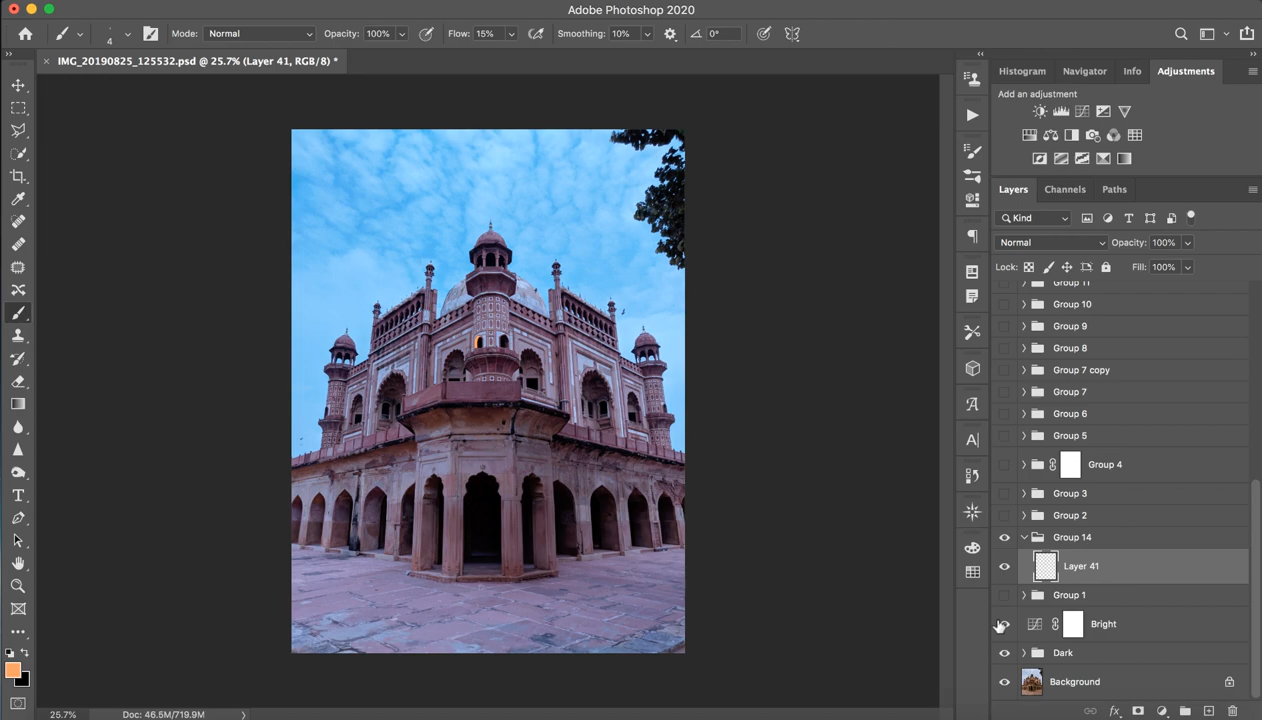 Adobe Photoshop 2020
4 Mode: Normal Opacity: 100% Flow: 15% Smoothing: 10% 0°
IMG_20190825_125532.psd @ 25.7% (Layer 41, RGB/8) *
Histogram Navigator Info Adjustments
Add an adjustment
Layers Channels Paths
Kind
Normal Opacity: 100%
Lock: Fill: 100%
Group 11
Group 10
Group 9
Group 8
Group 7 copy
Group 7
Group 6
Group 5
Group 4
Group 3
Group 2
Group 14
Layer 41
Group 1
Bright
Dark
Background
25.7% Doc: 46.5M/719.9M